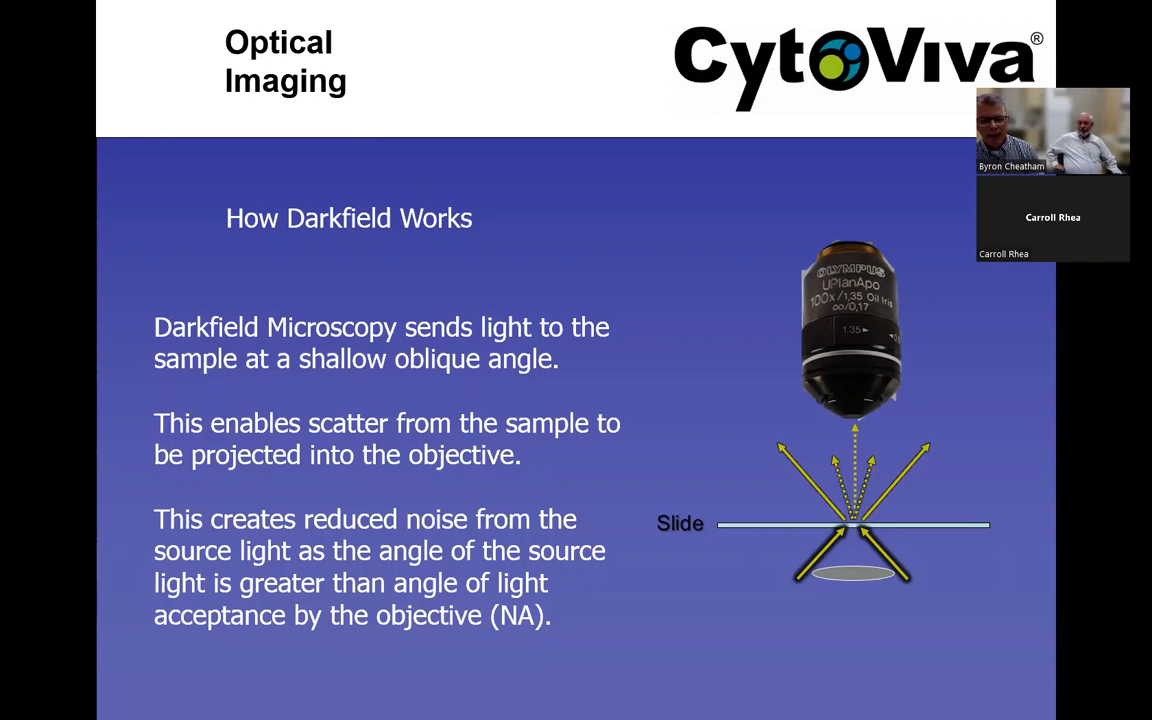 Optical
Imaging
CytoViva®
Byron Cheatham
Carroll Rhea
Carroll Rhea
How Darkfield Works
Darkfield Microscopy sends light to the
sample at a shallow oblique angle.
This enables scatter from the sample to
be projected into the objective.
This creates reduced noise from the
source light as the angle of the source
light is greater than angle of light
acceptance by the objective (NA).
OLYMPUS
UPlanApo
100x/1,35 Oil Iris
∞/0,17
1.35
Slide